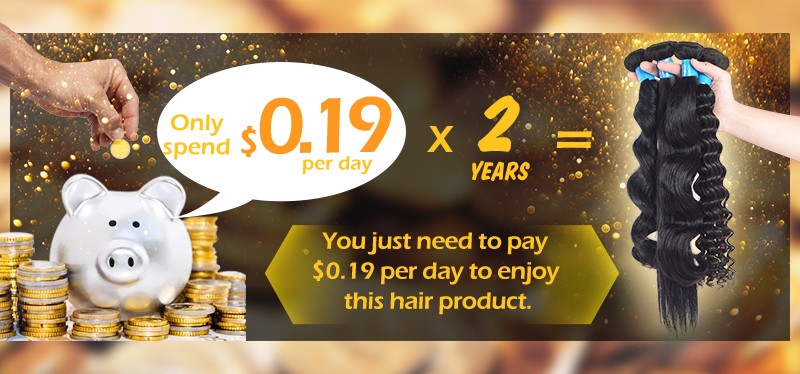 Only
spend $0.19
per day
x 2 =
YEARS
You just need to pay
$0.19 per day to enjoy
this hair product.